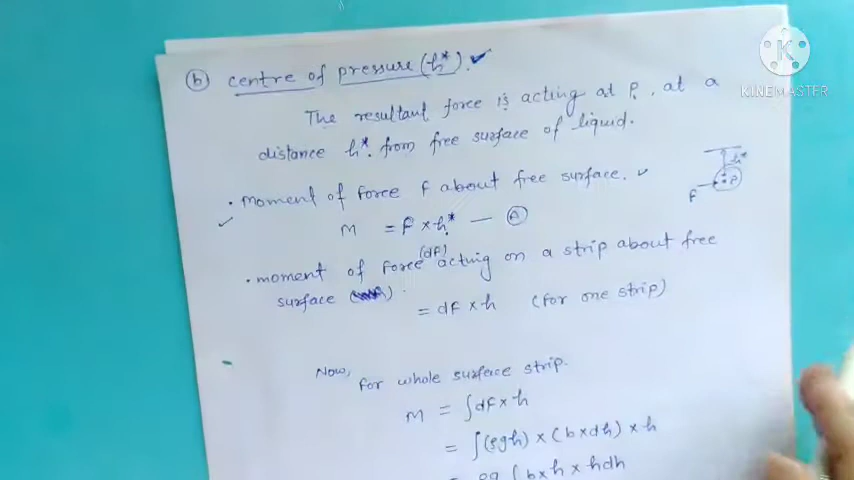 ⓑ centre of pressure (h*). ✓
The resultant force is acting at P, at a
distance h*. from free surface of liquid.
• moment of force F about free surface. ✓
M = F × h* — Ⓐ
(dF)
• moment of force acting on a strip about free
surface
= dF × h (for one strip)
Now,
for whole surface strip.
M = ∫dF × h
= ∫(ρgh) × (b × dh) × h
= ρg ∫b × h × hdh
h*
P
F
A
KINEMASTER